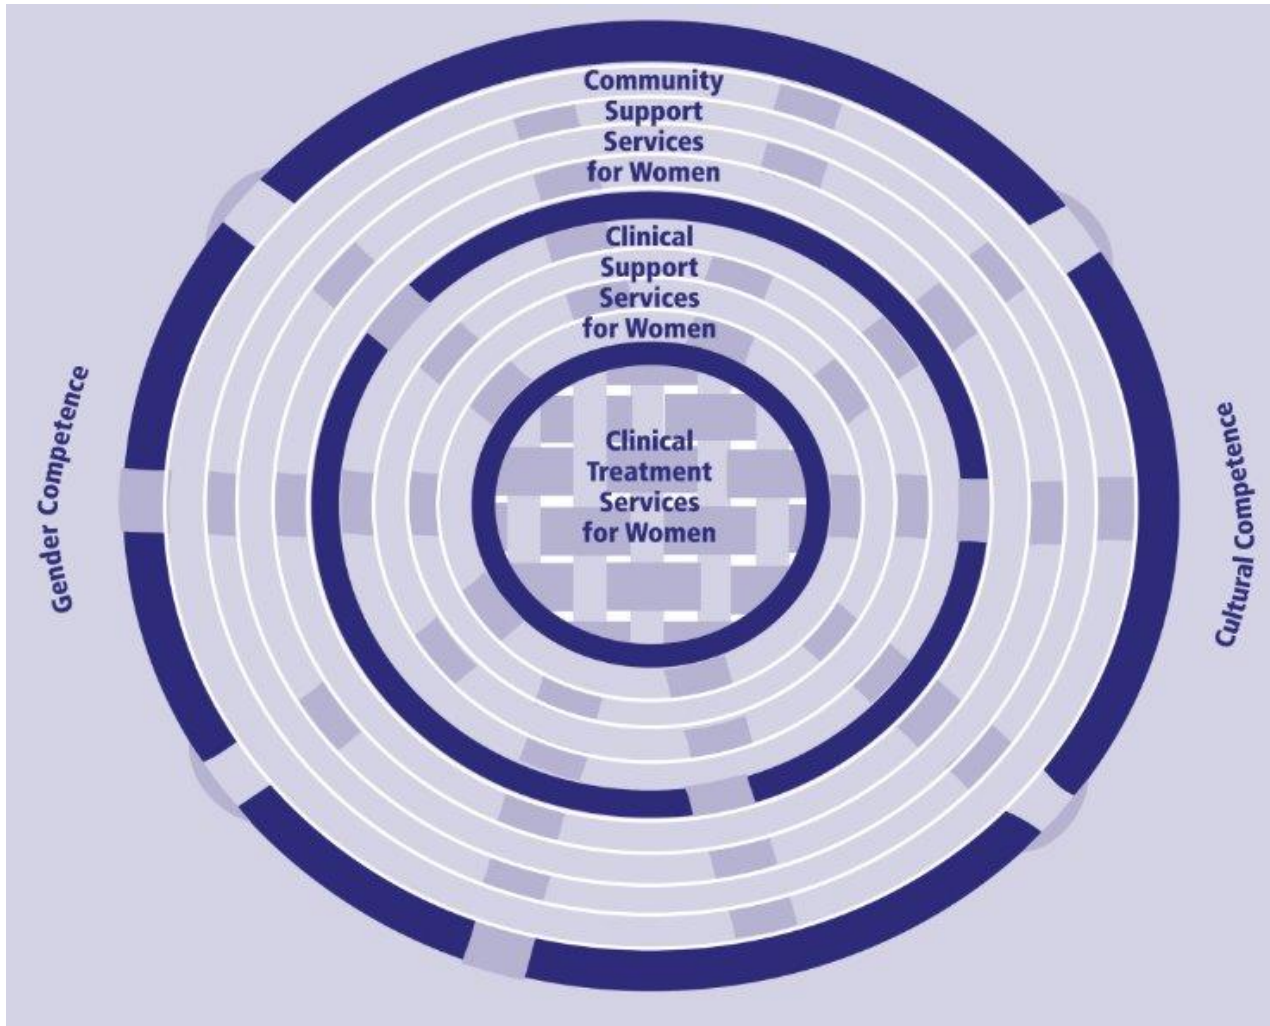 Community
Support
Services
for Women
Clinical
Support
Services
for Women
Clinical
Treatment
Services
for Women
Gender Competence
Cultural Competence